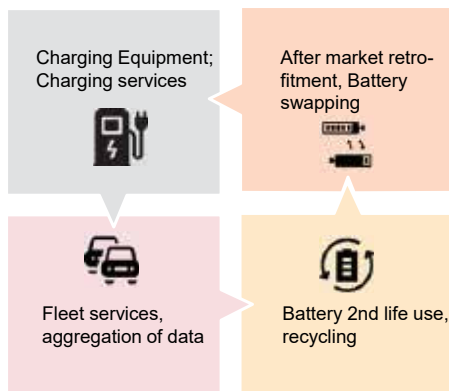 Charging Equipment;
Charging services
After market retro-
fitment, Battery
swapping
Fleet services,
aggregation of data
Battery 2nd life use,
recycling